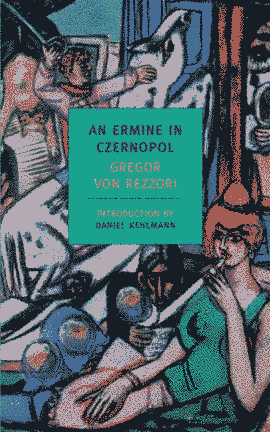 AN ERMINE IN
CZERNOPOL
GREGOR
VON REZZORI
INTRODUCTION BY
DANIEL KEHLMANN